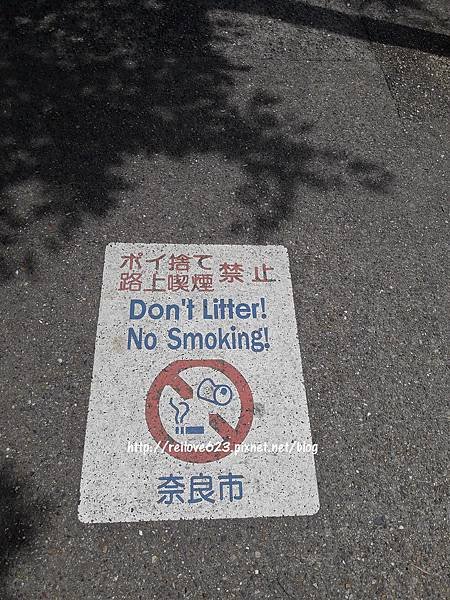 ポイ捨て
路上喫煙 禁止
Don't Litter!
No Smoking!
http://reilove623.pixnet.net/blog
奈良市